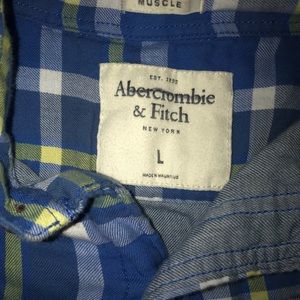 MUSCLE
EST. 1892
Abercrombie
& Fitch
NEW YORK
L
MADE IN MAURITIUS